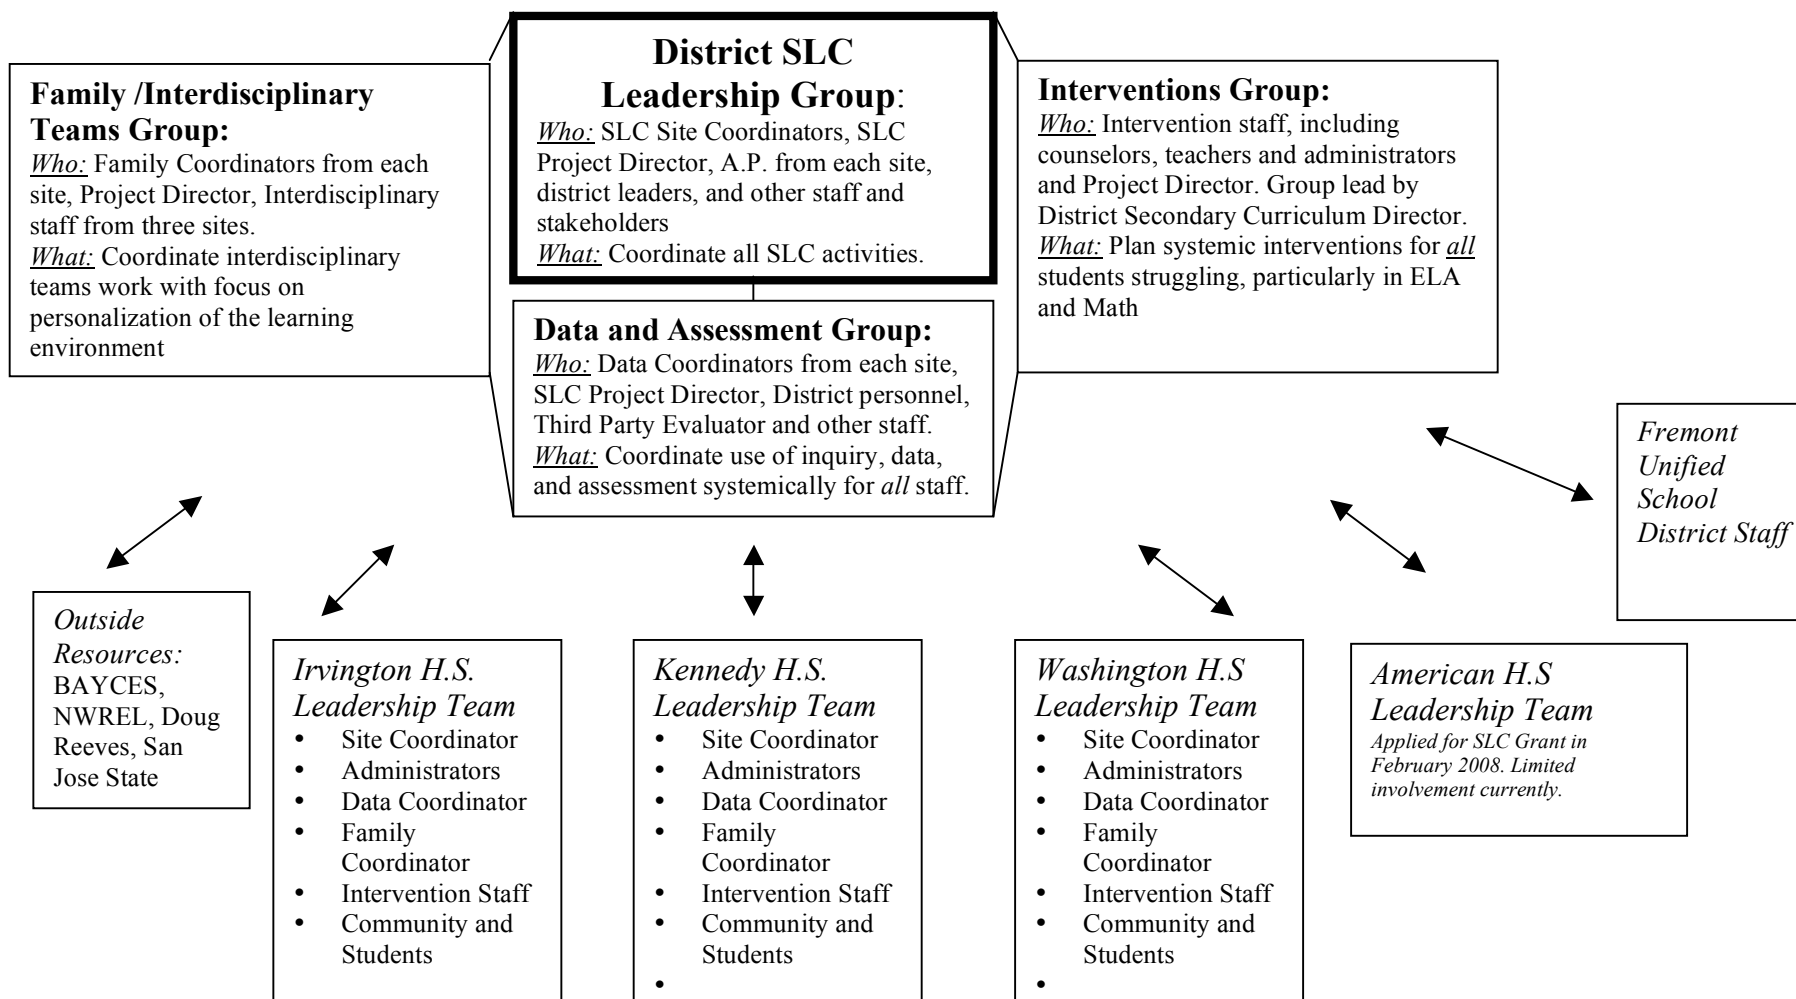 District SLC
Leadership Group:
Who: SLC Site Coordinators, SLC
Project Director, A.P. from each site,
district leaders, and other staff and
stakeholders
What: Coordinate all SLC activities.
Family /Interdisciplinary
Teams Group:
Who: Family Coordinators from each
site, Project Director, Interdisciplinary
staff from three sites.
What: Coordinate interdisciplinary
teams work with focus on
personalization of the learning
environment
Interventions Group:
Who: Intervention staff, including
counselors, teachers and administrators
and Project Director. Group lead by
District Secondary Curriculum Director.
What: Plan systemic interventions for all
students struggling, particularly in ELA
and Math
Data and Assessment Group:
Who: Data Coordinators from each site,
SLC Project Director, District personnel,
Third Party Evaluator and other staff.
What: Coordinate use of inquiry, data,
and assessment systemically for all staff.
Fremont
Unified
School
District Staff
Outside
Resources:
BAYCES,
NWREL, Doug
Reeves, San
Jose State
Irvington H.S.
Leadership Team
• Site Coordinator
• Administrators
• Data Coordinator
• Family
Coordinator
• Intervention Staff
• Community and
Students
Kennedy H.S.
Leadership Team
• Site Coordinator
• Administrators
• Data Coordinator
• Family
Coordinator
• Intervention Staff
• Community and
Students
•
Washington H.S
Leadership Team
• Site Coordinator
• Administrators
• Data Coordinator
• Family
Coordinator
• Intervention Staff
• Community and
Students
•
American H.S
Leadership Team
Applied for SLC Grant in
February 2008. Limited
involvement currently.